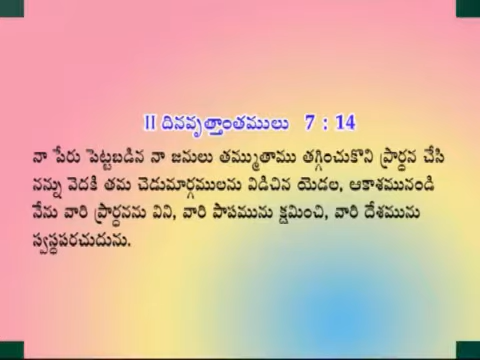 II దినవృత్తాంతములు 7 : 14
నా పేరు పెట్టబడిన నా జనులు తమ్ముతాము తగ్గించుకొని ప్రార్థన చేసి
నన్ను వెదకి తమ చెడుమార్గములను విడిచిన యెడల, ఆకాశమునండి
నేను వారి ప్రార్థనను విని, వారి పాపమును క్షమించి, వారి దేశమును
స్వస్థపరచుదును.